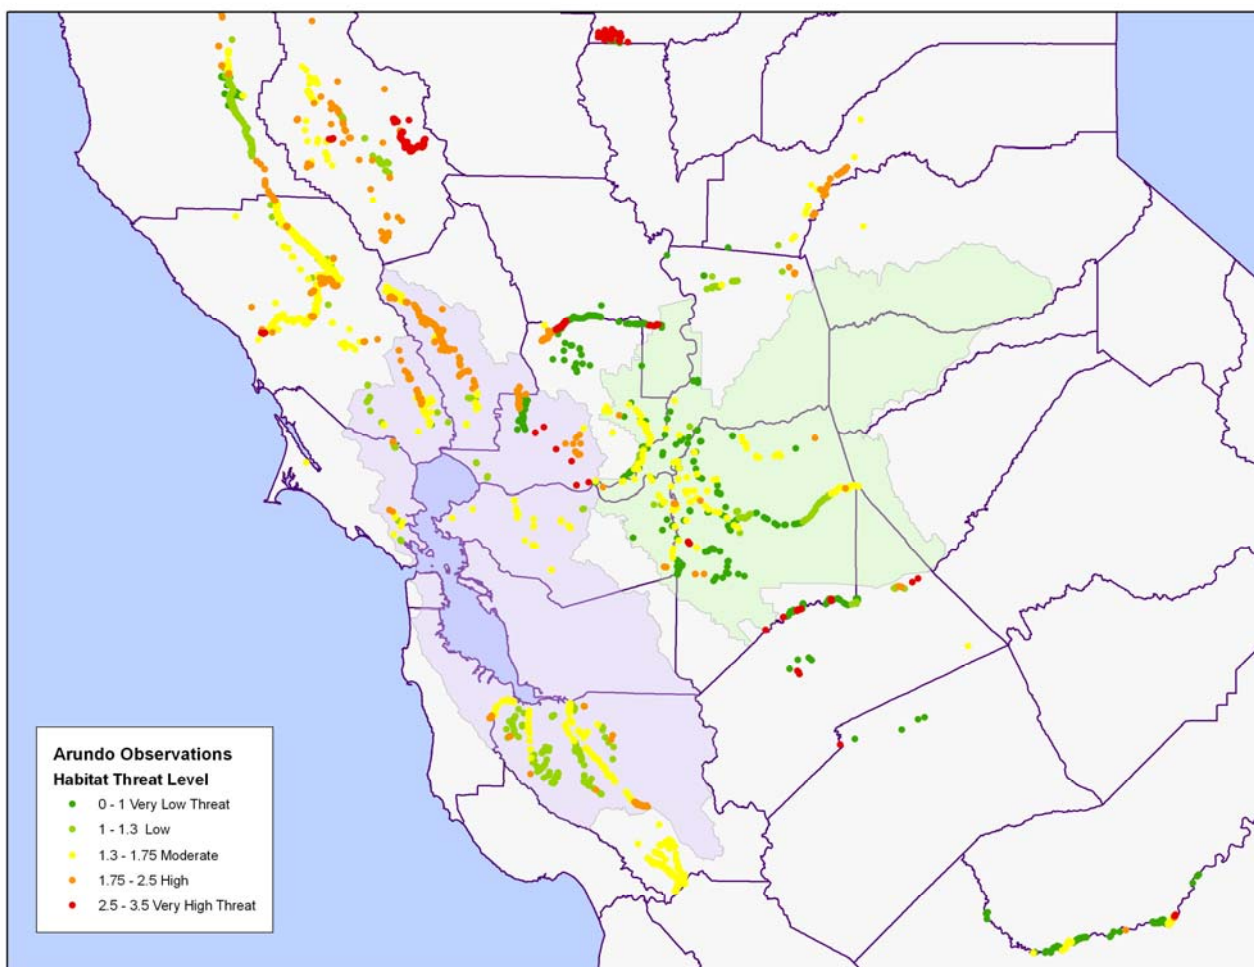 Arundo Observations
Habitat Threat Level
0 - 1 Very Low Threat
1 - 1.3 Low
1.3 - 1.75 Moderate
1.75 - 2.5 High
2.5 - 3.5 Very High Threat